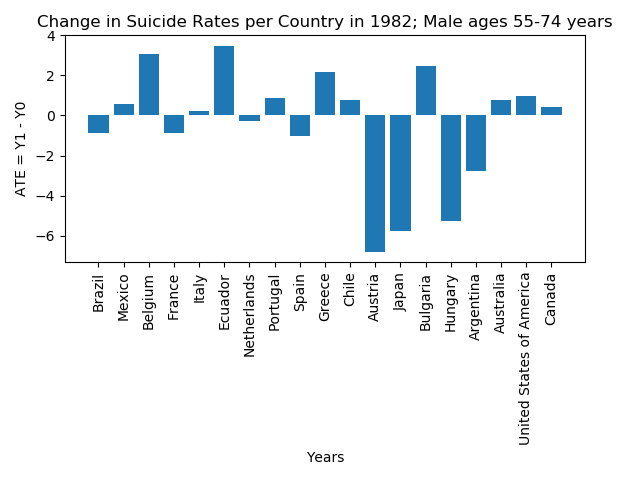 Change in Suicide Rates per Country in 1982; Male ages 55-74 years
ATE = Y1 - Y0
4
2
0
−2
−4
−6
Brazil
Mexico
Belgium
France
Italy
Ecuador
Netherlands
Portugal
Spain
Greece
Chile
Austria
Japan
Bulgaria
Hungary
Argentina
Australia
United States of America
Canada
Years